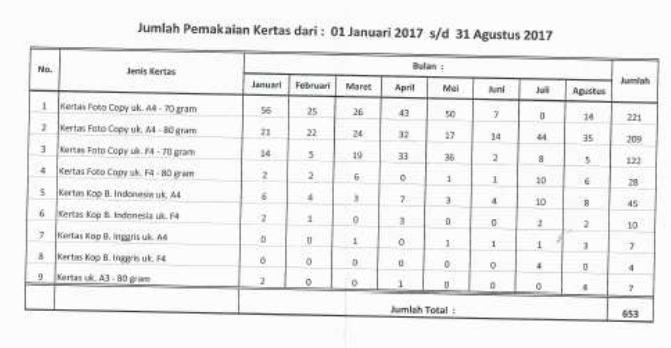 Jumlah Pemakaian Kertas dari : 01 Januari 2017 s/d 31 Agustus 2017
No. Jenis Kertas Bulan : Jumlah
Januari Februari Maret April Mei Juni Juli Agustus
1 Kertas Foto Copy uk. A4 - 70 gram 56 25 26 43 50 7 0 14 221
2 Kertas Foto Copy uk. A4 - 80 gram 21 22 24 32 17 14 44 35 209
3 Kertas Foto Copy uk. F4 - 70 gram 14 5 19 33 36 2 8 5 122
4 Kertas Foto Copy uk. F4 - 80 gram 2 2 6 0 1 1 10 6 28
5 Kertas Kop B. Indonesia uk. A4 6 4 3 7 3 4 10 8 45
6 Kertas Kop B. Indonesia uk. F4 2 1 0 3 0 0 2 2 10
7 Kertas Kop B. Inggris uk. A4 0 0 1 0 1 1 1 3 7
8 Kertas Kop B. Inggris uk. F4 0 0 0 0 0 0 4 0 4
9 Kertas uk. A3 - 80 gram 2 0 0 1 0 0 0 4 7
Jumlah Total : 653